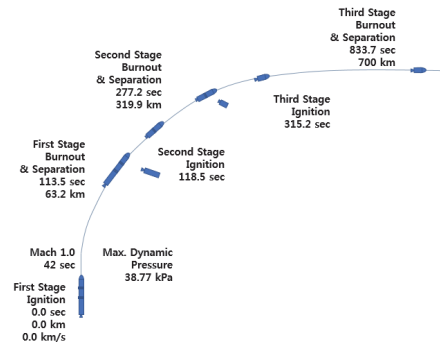 Third Stage
Burnout
& Separation
833.7 sec
700 km
Second Stage
Burnout
& Separation
277.2 sec
319.9 km
Third Stage
Ignition
315.2 sec
First Stage
Burnout
& Separation
113.5 sec
63.2 km
Second Stage
Ignition
118.5 sec
Mach 1.0
42 sec
Max. Dynamic
Pressure
38.77 kPa
First Stage
Ignition
0.0 sec
0.0 km
0.0 km/s